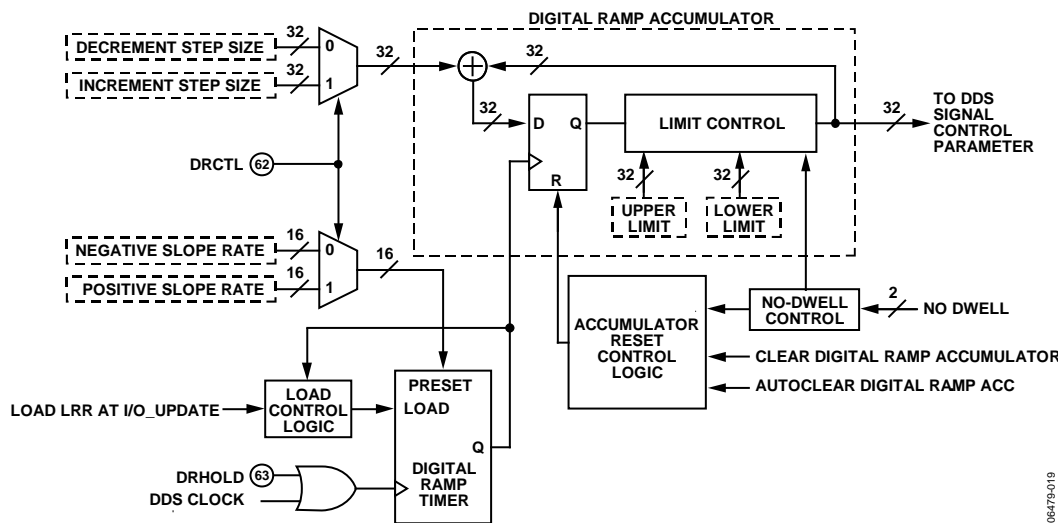 DIGITAL RAMP ACCUMULATOR
DECREMENT STEP SIZE
32
0
INCREMENT STEP SIZE
32
1
32
32
32
D
Q
R
LIMIT CONTROL
32
TO DDS
SIGNAL
CONTROL
PARAMETER
32
32
UPPER
LIMIT
LOWER
LIMIT
DRCTL
62
NEGATIVE SLOPE RATE
16
0
POSITIVE SLOPE RATE
16
1
16
ACCUMULATOR
RESET
CONTROL
LOGIC
NO-DWELL
CONTROL
2
NO DWELL
CLEAR DIGITAL RAMP ACCUMULATOR
AUTOCLEAR DIGITAL RAMP ACC
LOAD LRR AT I/O_UPDATE
LOAD
CONTROL
LOGIC
PRESET
LOAD
Q
DIGITAL
RAMP
TIMER
DRHOLD
63
DDS CLOCK
06479-019